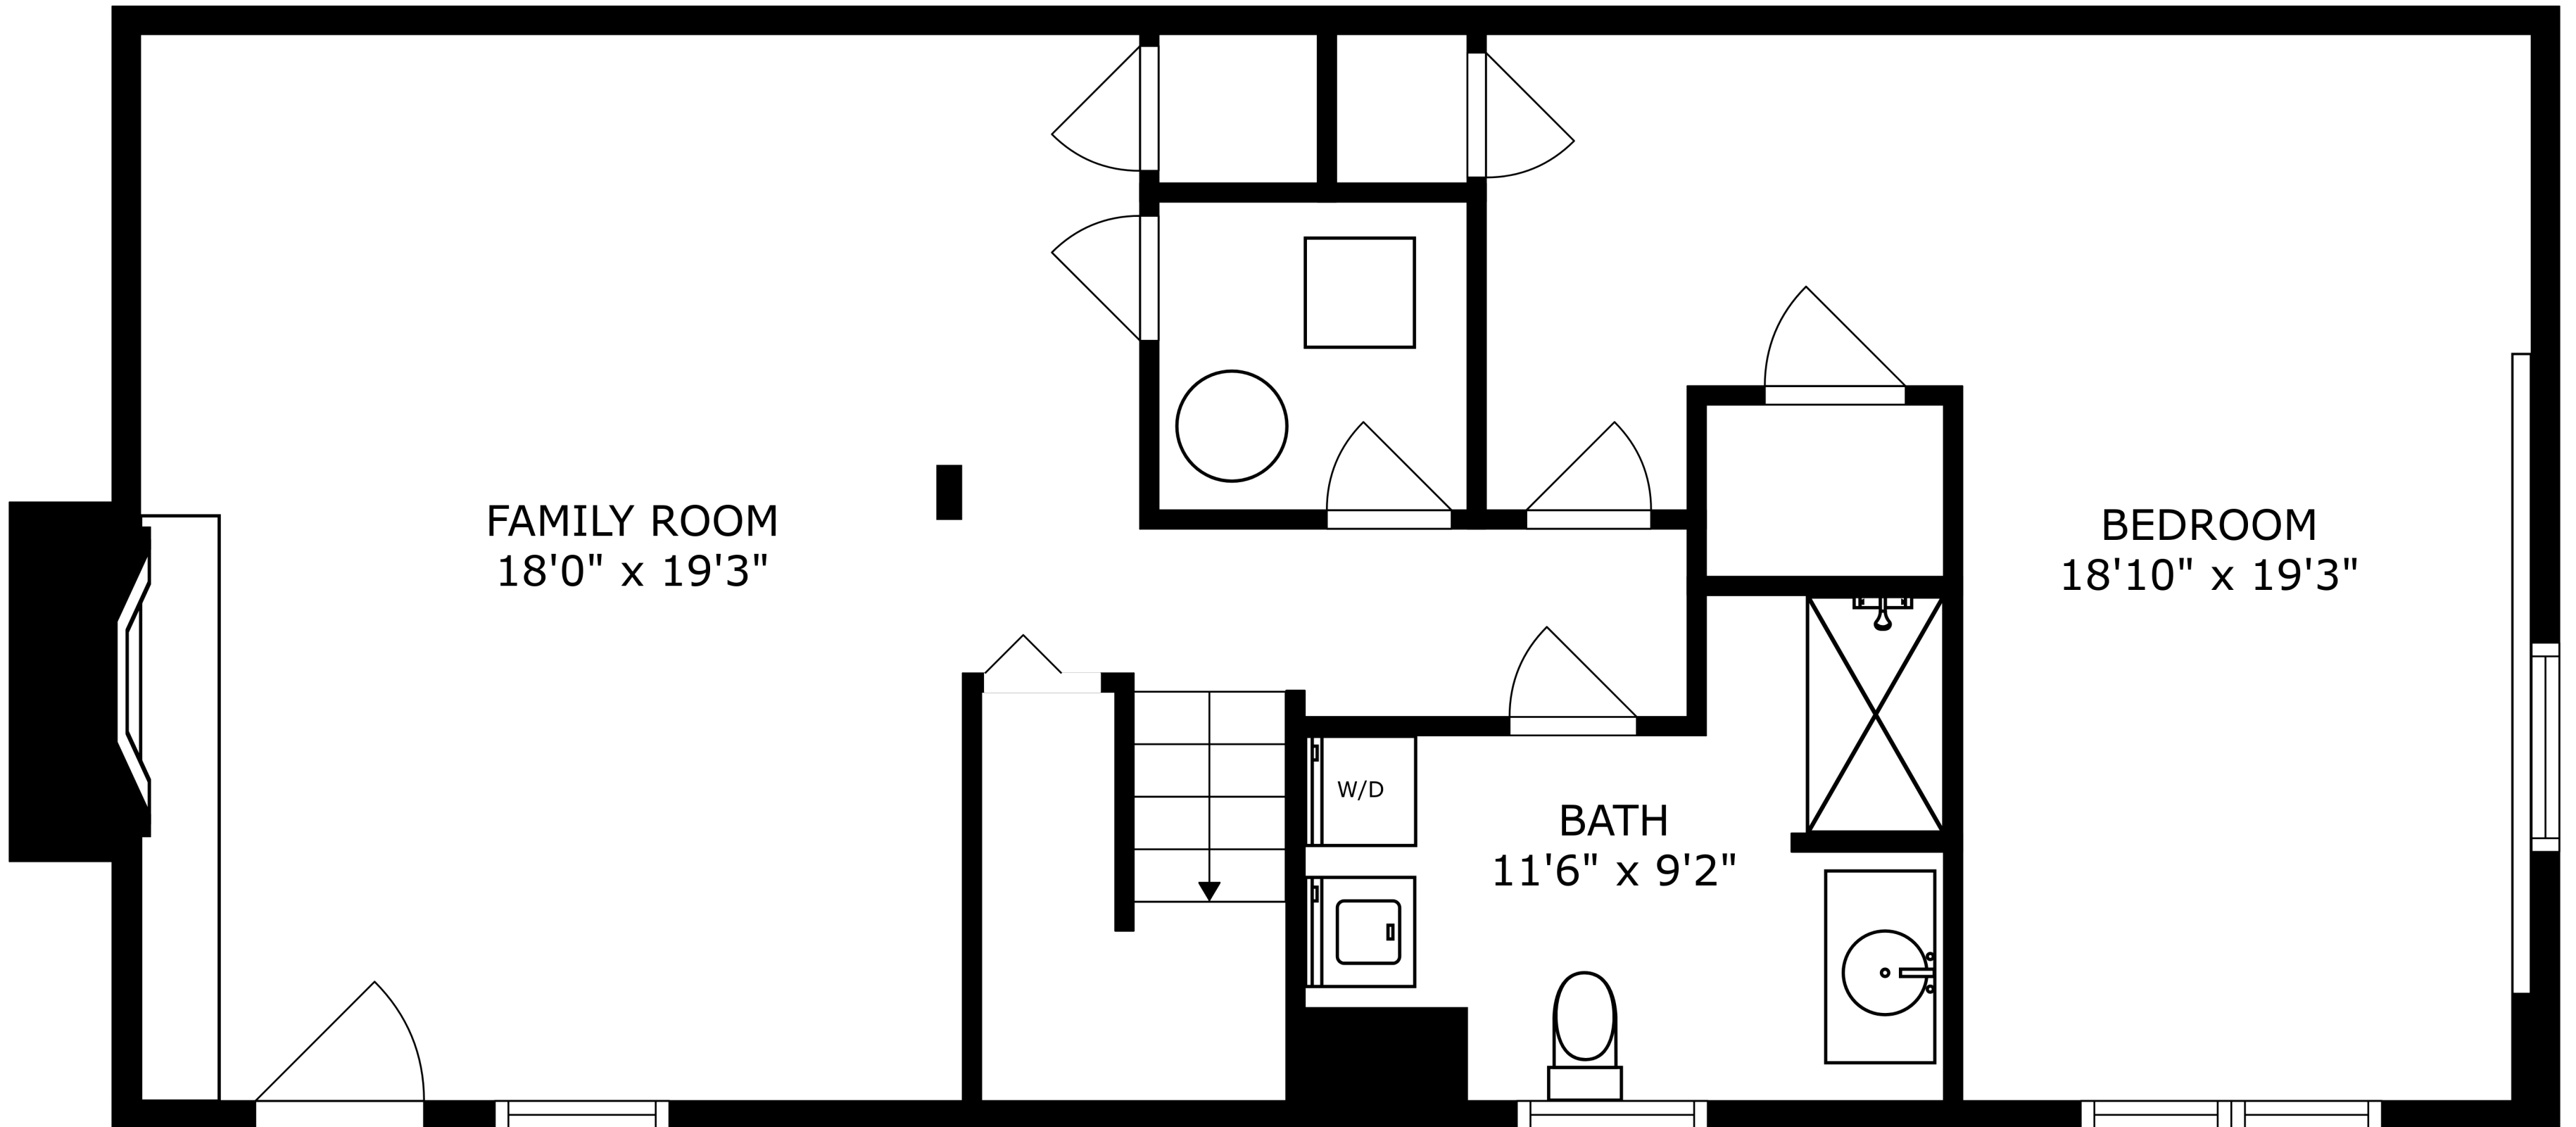 FAMILY ROOM
18'0" x 19'3"
BEDROOM
18'10" x 19'3"
W/D
BATH
11'6" x 9'2"